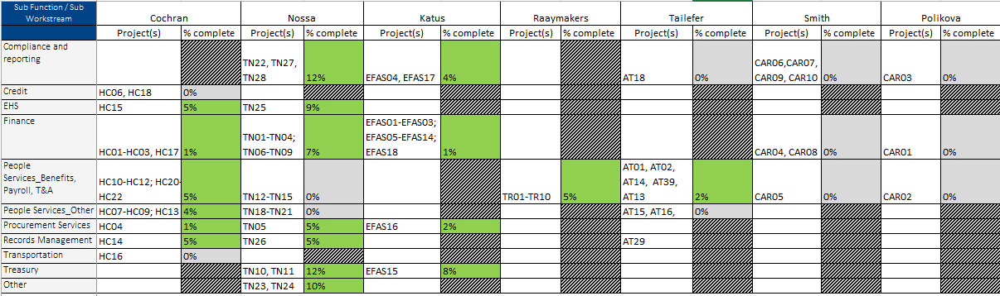 Sub Function / Sub Workstream Cochran Nossa Katus Raaymakers Tailefer Smith Polikova
Project(s) % complete Project(s) % complete Project(s) % complete Project(s) % complete Project(s) % complete Project(s) % complete Project(s) % complete
Compliance and reporting TN22, TN27, TN28 12% EFAS04, EFAS17 4% AT18 0% CAR06,CAR07, CAR09, CAR10 0% CAR03 0%
Credit HC06, HC18 0%
EHS HC15 5% TN25 9%
Finance HC01-HC03, HC17 1% TN01-TN04; TN06-TN09 7% EFAS01-EFAS03; EFAS05-EFAS14; EFAS18 1% CAR04, CAR08 0% CAR01 0%
People Services_Benefits, Payroll, T&A HC10-HC12; HC20-HC22 5% TN12-TN15 0% TR01-TR10 5% AT01, AT02, AT14, AT39, AT13 2% CAR05 0% CAR02 0%
People Services_Other HC07-HC09; HC13 4% TN18-TN21 0% AT15, AT16, 0%
Procurement Services HC04 1% TN05 5% EFAS16 2%
Records Management HC14 5% TN26 5% AT29
Transportation HC16 0%
Treasury TN10, TN11 12% EFAS15 8%
Other TN23, TN24 10%